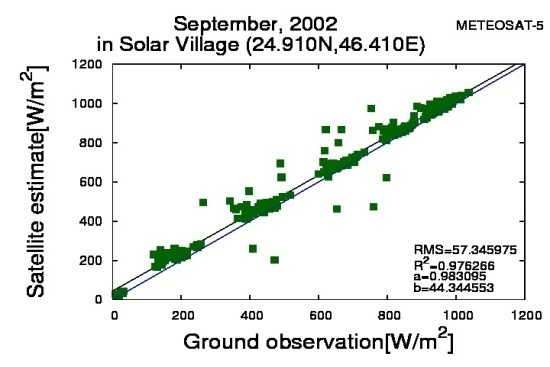 September, 2002
METEOSAT-5
in Solar Village (24.910N,46.410E)
Satellite estimate[W/m²]
1200
1000
800
600
400
200
0
RMS=57.345975
R²=0.976266
a=0.983095
b=44.344553
0 200 400 600 800 1000 1200
Ground observation[W/m²]